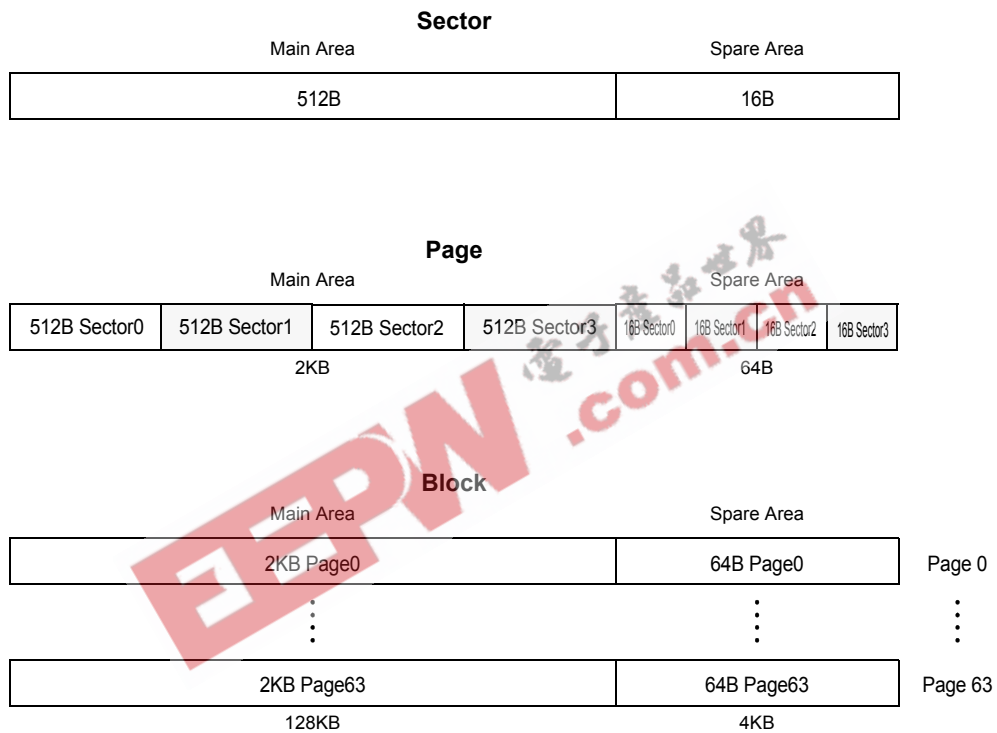 Sector
Main Area Spare Area
512B 16B
Page
Main Area Spare Area
512B Sector0 512B Sector1 512B Sector2 512B Sector3 16B Sector0 16B Sector1 16B Sector2 16B Sector3
2KB 64B
电子产品世界
EEPW .com.cn
Block
Main Area Spare Area
2KB Page0 64B Page0 Page 0
2KB Page63 64B Page63 Page 63
128KB 4KB